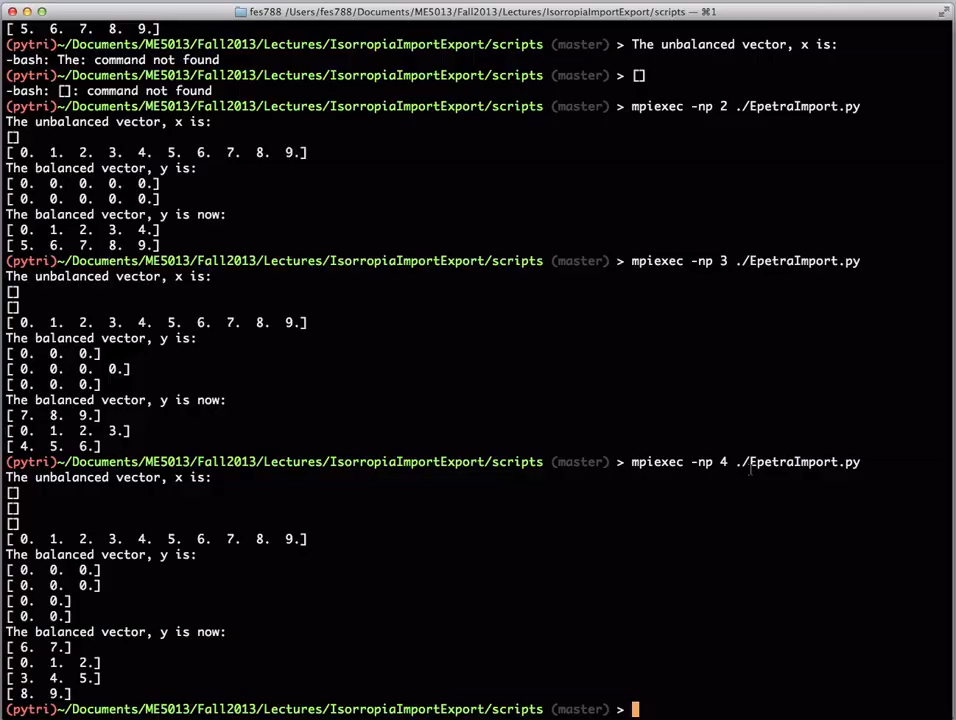 fes788 /Users/fes788/Documents/ME5013/Fall2013/Lectures/IsorropiaImportExport/scripts — ⌘1
[ 5.  6.  7.  8.  9.]
(pytri)~/Documents/ME5013/Fall2013/Lectures/IsorropiaImportExport/scripts (master) > The unbalanced vector, x is:
-bash: The: command not found
(pytri)~/Documents/ME5013/Fall2013/Lectures/IsorropiaImportExport/scripts (master) > []
-bash: []: command not found
(pytri)~/Documents/ME5013/Fall2013/Lectures/IsorropiaImportExport/scripts (master) > mpiexec -np 2 ./EpetraImport.py
The unbalanced vector, x is:
[]
[ 0.  1.  2.  3.  4.  5.  6.  7.  8.  9.]
The balanced vector, y is:
[ 0.  0.  0.  0.  0.]
[ 0.  0.  0.  0.  0.]
The balanced vector, y is now:
[ 0.  1.  2.  3.  4.]
[ 5.  6.  7.  8.  9.]
(pytri)~/Documents/ME5013/Fall2013/Lectures/IsorropiaImportExport/scripts (master) > mpiexec -np 3 ./EpetraImport.py
The unbalanced vector, x is:
[]
[]
[ 0.  1.  2.  3.  4.  5.  6.  7.  8.  9.]
The balanced vector, y is:
[ 0.  0.  0.]
[ 0.  0.  0.  0.]
[ 0.  0.  0.]
The balanced vector, y is now:
[ 7.  8.  9.]
[ 0.  1.  2.  3.]
[ 4.  5.  6.]
(pytri)~/Documents/ME5013/Fall2013/Lectures/IsorropiaImportExport/scripts (master) > mpiexec -np 4 ./EpetraImport.py
The unbalanced vector, x is:
[]
[]
[]
[ 0.  1.  2.  3.  4.  5.  6.  7.  8.  9.]
The balanced vector, y is:
[ 0.  0.  0.]
[ 0.  0.  0.]
[ 0.  0.]
[ 0.  0.]
The balanced vector, y is now:
[ 6.  7.]
[ 0.  1.  2.]
[ 3.  4.  5.]
[ 8.  9.]
(pytri)~/Documents/ME5013/Fall2013/Lectures/IsorropiaImportExport/scripts (master) >